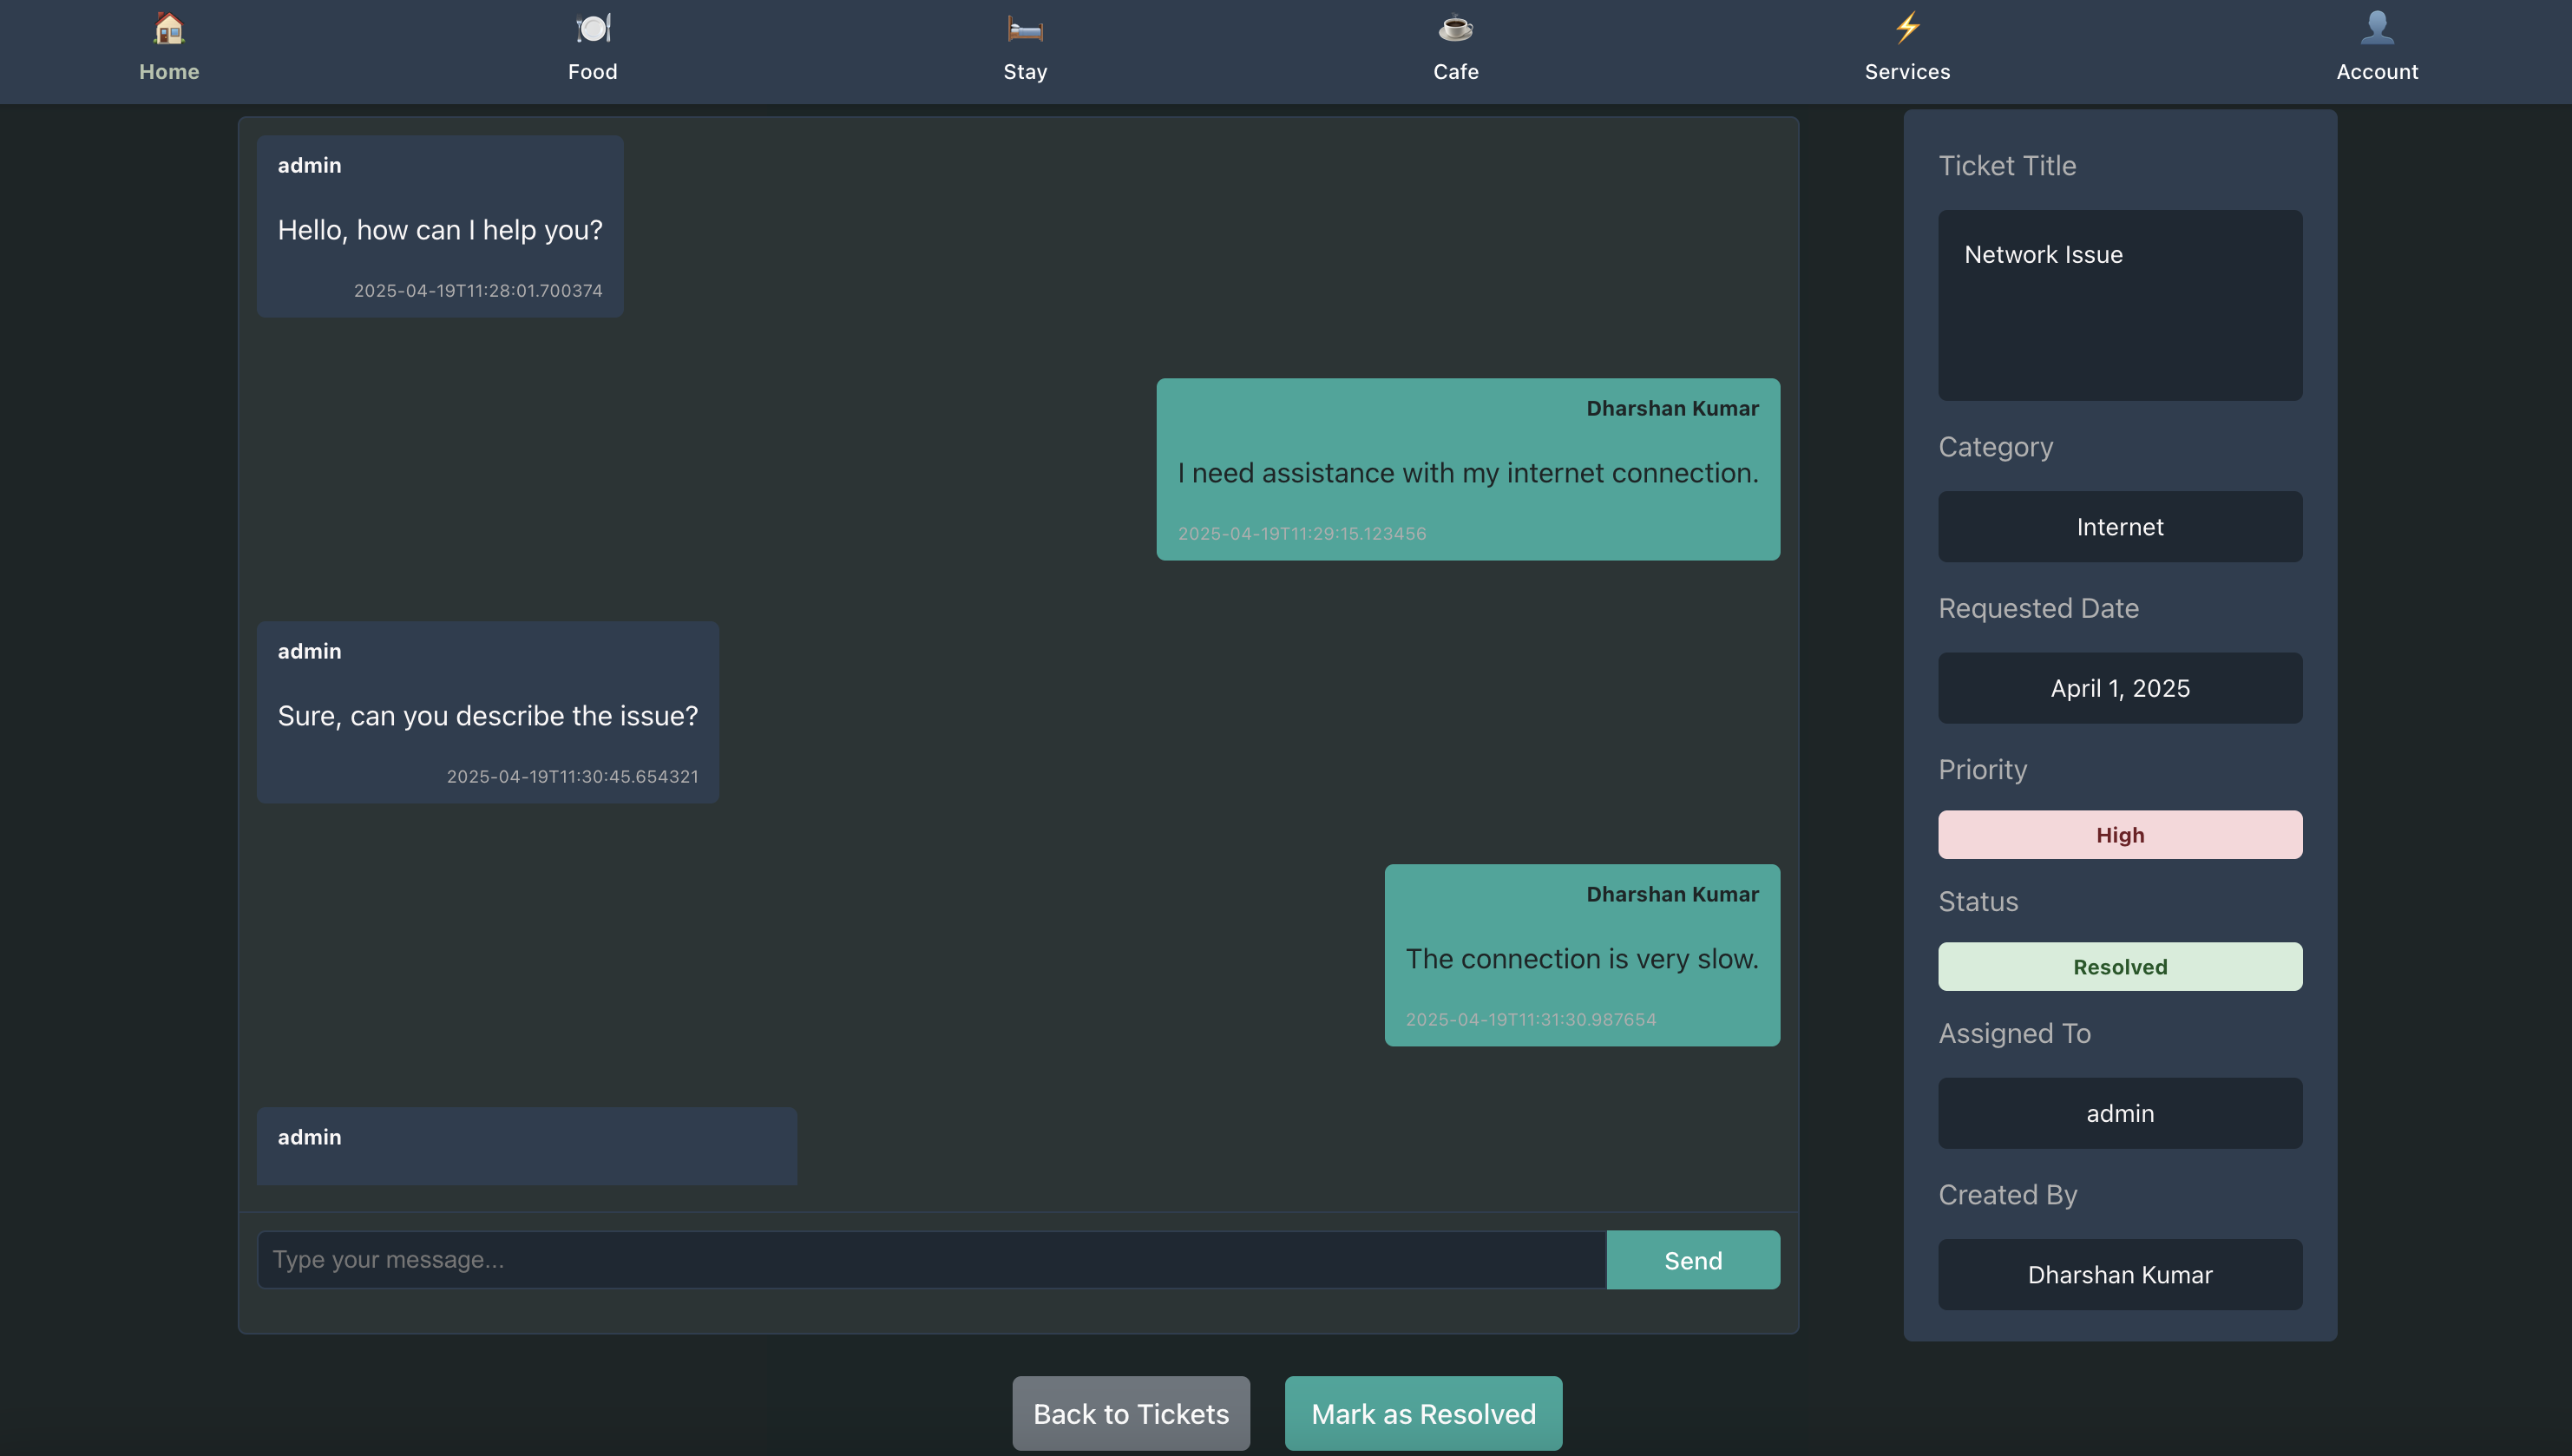 Home
Food
Stay
Cafe
Services
Account
admin
Hello, how can I help you?
2025-04-19T11:28:01.700374
Dharshan Kumar
I need assistance with my internet connection.
2025-04-19T11:29:15.123456
admin
Sure, can you describe the issue?
2025-04-19T11:30:45.654321
Dharshan Kumar
The connection is very slow.
2025-04-19T11:31:30.987654
admin
Type your message...
Send
Back to Tickets
Mark as Resolved
Ticket Title
Network Issue
Category
Internet
Requested Date
April 1, 2025
Priority
High
Status
Resolved
Assigned To
admin
Created By
Dharshan Kumar